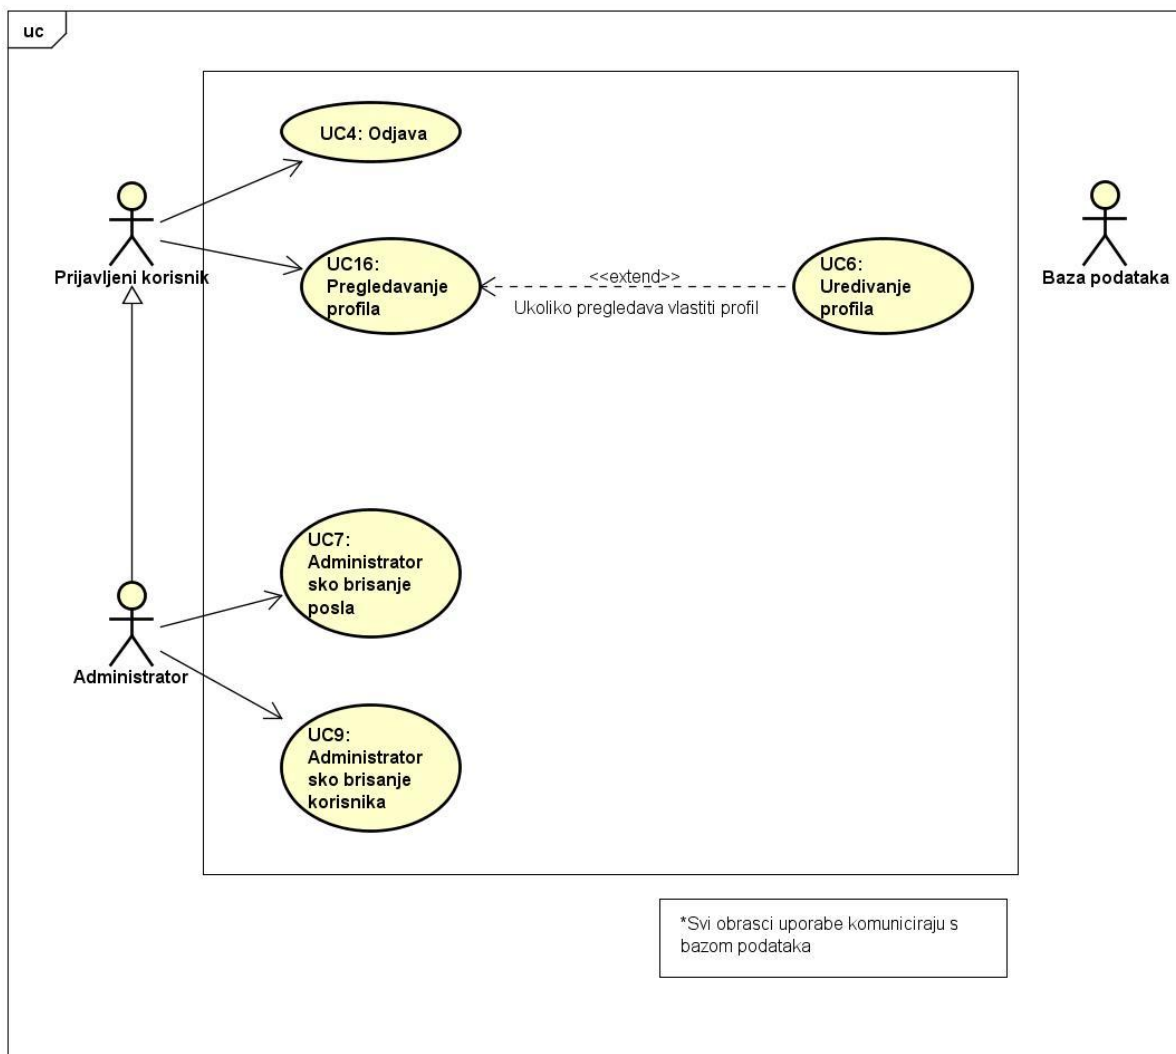 uc
UC4: Odjava
Prijavljeni korisnik
UC16:
Pregledavanje
profila
<<extend>>
Ukoliko pregledava vlastiti profil
UC6:
Uredivanje
profila
Baza podataka
UC7:
Administrator
sko brisanje
posla
Administrator
UC9:
Administrator
sko brisanje
korisnika
*Svi obrasci uporabe komuniciraju s
bazom podataka